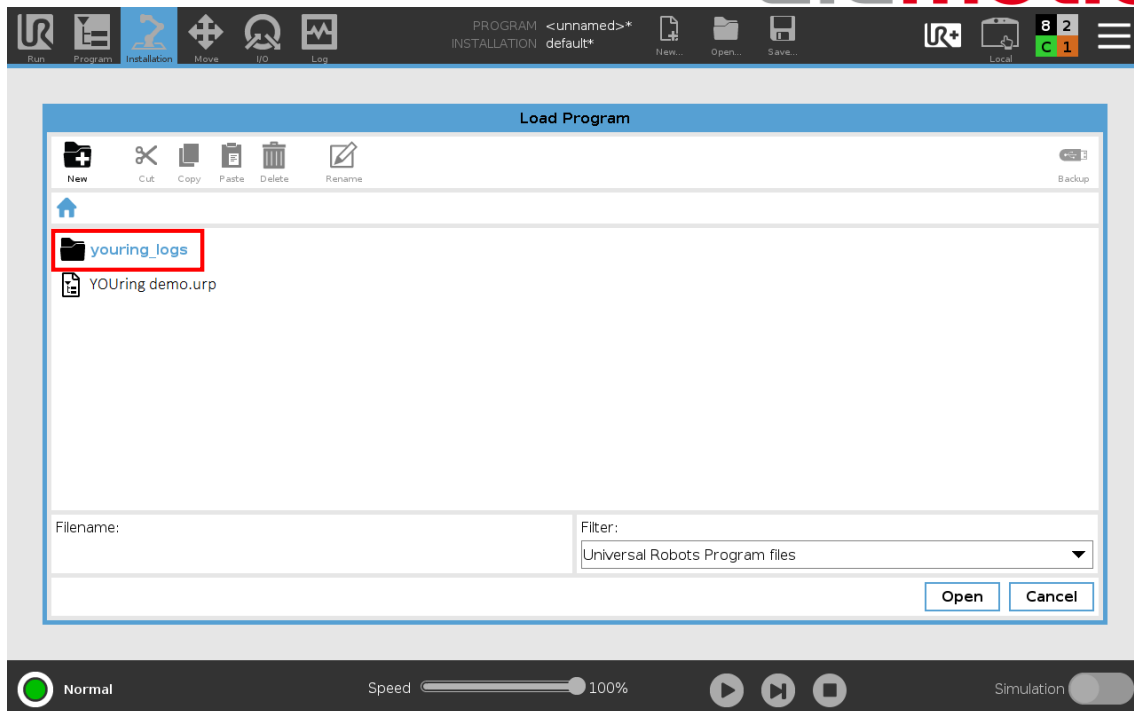 PROGRAM <unnamed>*
INSTALLATION default*
UR
UR+
8 2
C 1
Run Program Installation Move I/O Log New... Open... Save... Local
Load Program
New Cut Copy Paste Delete Rename Backup
youring_logs
YOUring demo.urp
Filename:
Filter:
Universal Robots Program files
Open Cancel
Normal Speed 100% Simulation